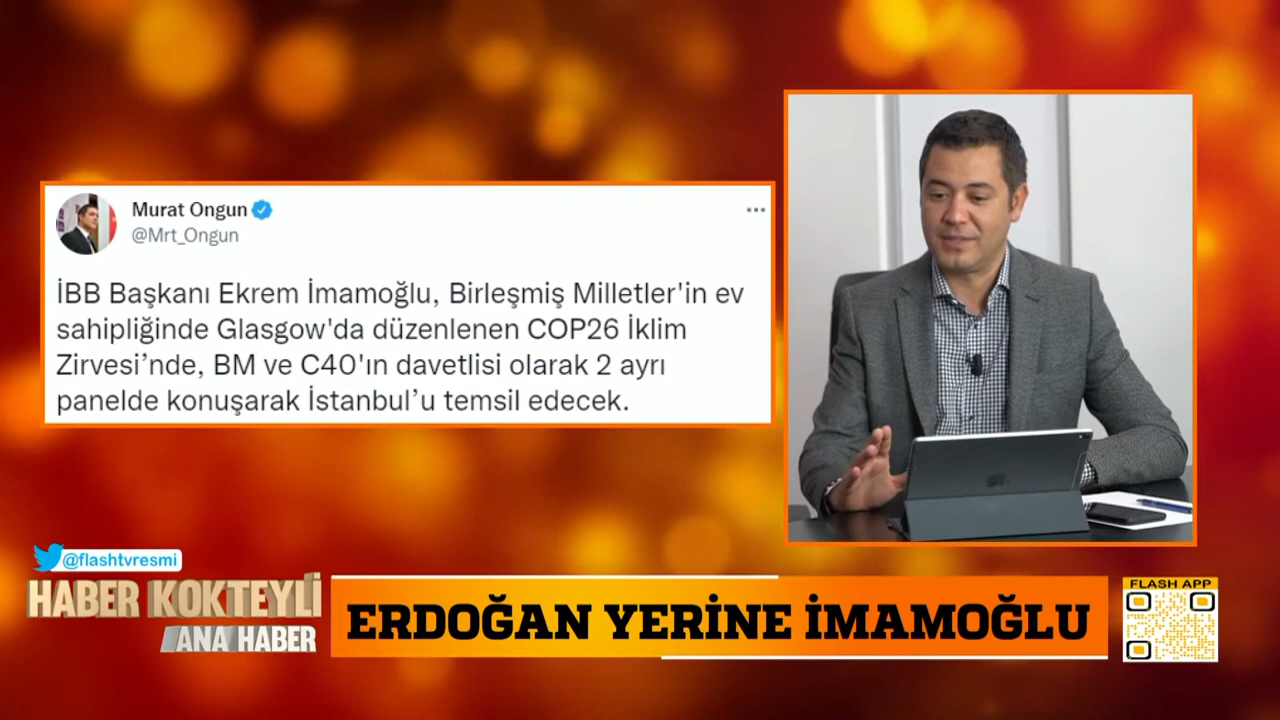 Murat Ongun
@Mrt_Ongun
İBB Başkanı Ekrem İmamoğlu, Birleşmiş Milletler'in ev
sahipliğinde Glasgow'da düzenlenen COP26 İklim
Zirvesi’nde, BM ve C40'ın davetlisi olarak 2 ayrı
panelde konuşarak İstanbul’u temsil edecek.
@flashtvresmi
HABER KOKTEYLİ
ANA HABER
ERDOĞAN YERİNE İMAMOĞLU
FLASH APP